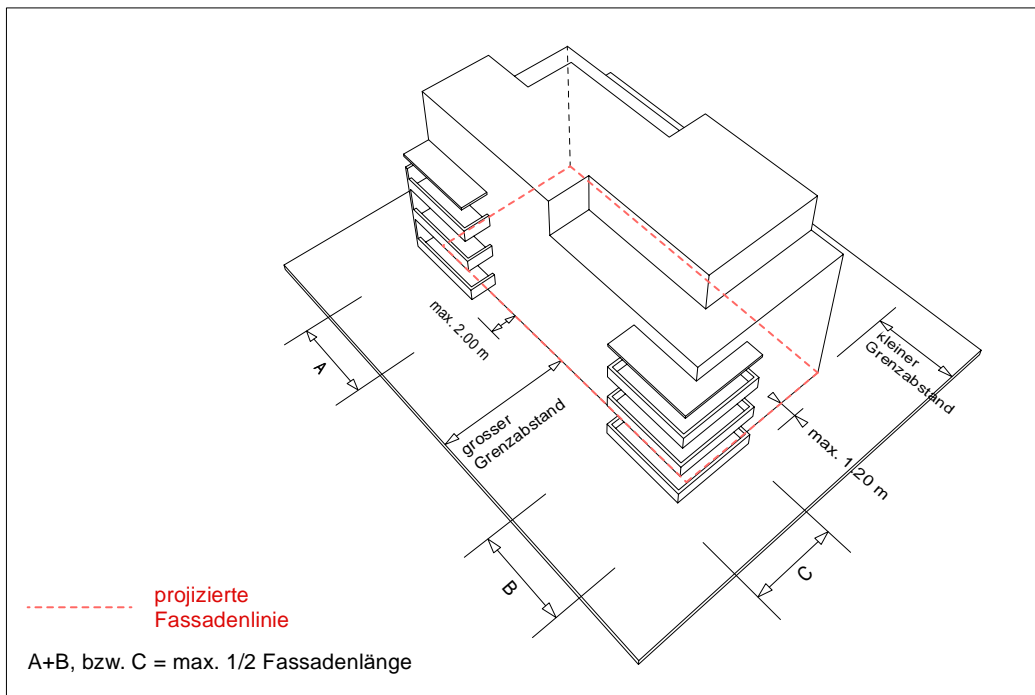 max. 2.00 m
A
grosser
Grenzabstand
kleiner
Grenzabstand
max. 1.20 m
B
C
projizierte
Fassadenlinie
A+B, bzw. C = max. 1/2 Fassadenlänge